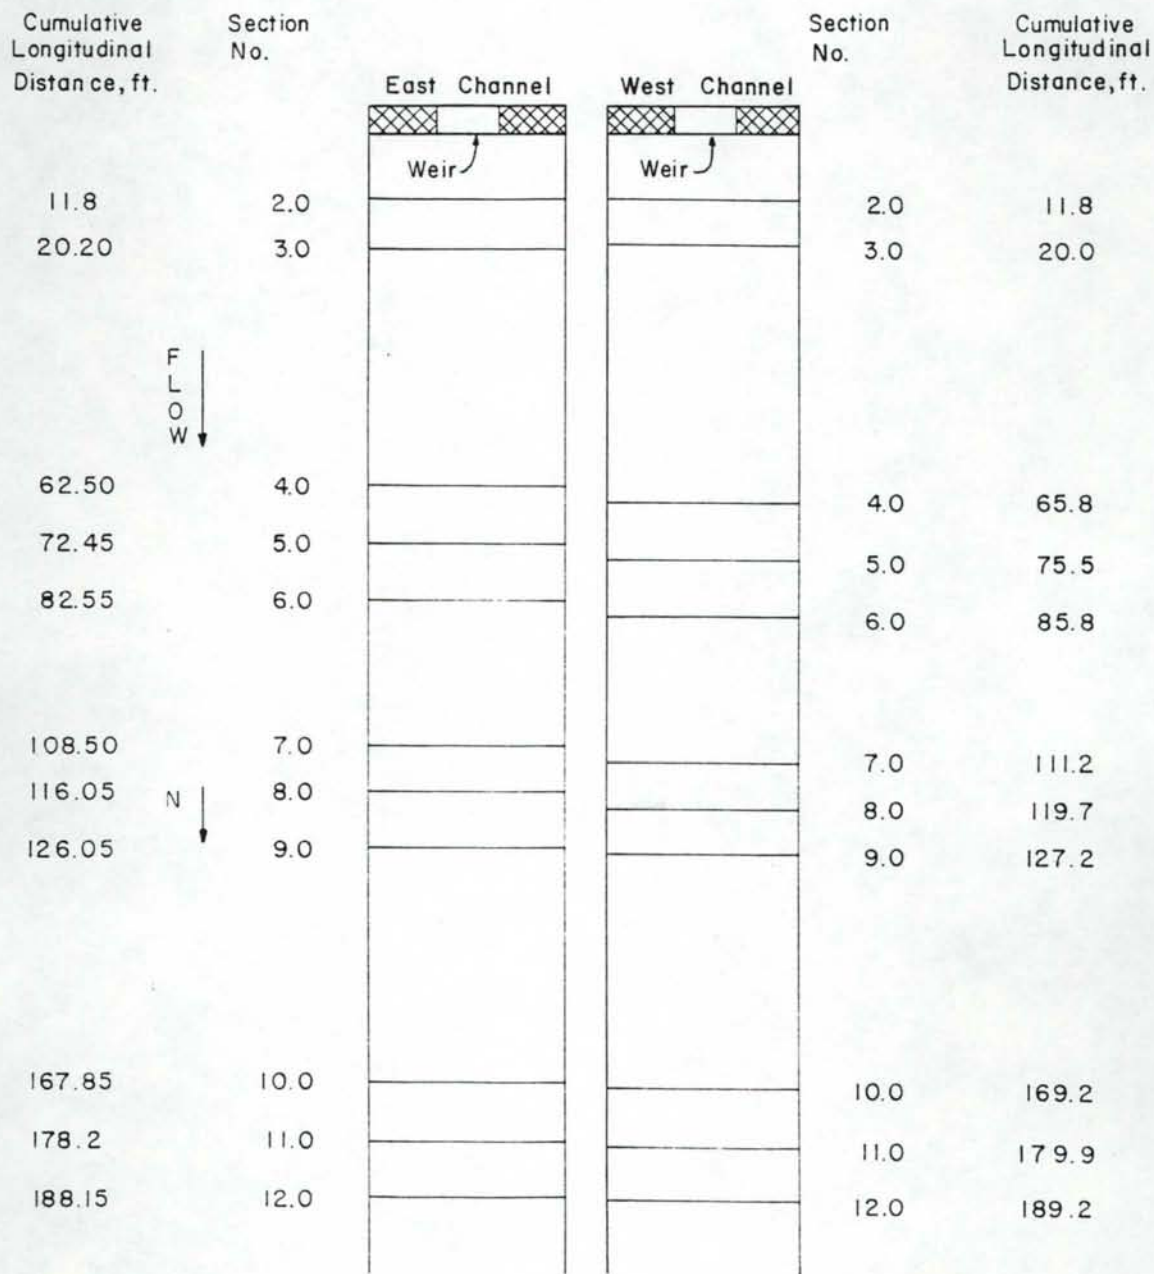 Cumulative Longitudinal Distance, ft.
Section No.
Section No.
Cumulative Longitudinal Distance, ft.
East Channel
West Channel
Weir
Weir
11.8 2.0 2.0 11.8
20.20 3.0 3.0 20.0
FLOW
62.50 4.0 4.0 65.8
72.45 5.0 5.0 75.5
82.55 6.0 6.0 85.8
108.50 7.0 7.0 111.2
116.05 N 8.0 8.0 119.7
126.05 9.0 9.0 127.2
167.85 10.0 10.0 169.2
178.2 11.0 11.0 179.9
188.15 12.0 12.0 189.2